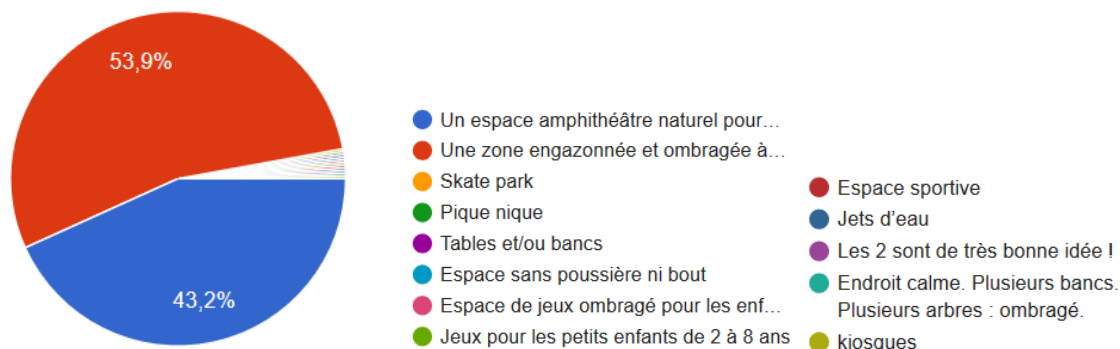 53,9%
43,2%
Un espace amphithéâtre naturel pour…
Une zone engazonnée et ombragée à…
Skate park
Pique nique
Tables et/ou bancs
Espace sans poussière ni bout
Espace de jeux ombragé pour les enf…
Jeux pour les petits enfants de 2 à 8 ans
Espace sportive
Jets d’eau
Les 2 sont de très bonne idée !
Endroit calme. Plusieurs bancs.
Plusieurs arbres : ombragé.
kiosques